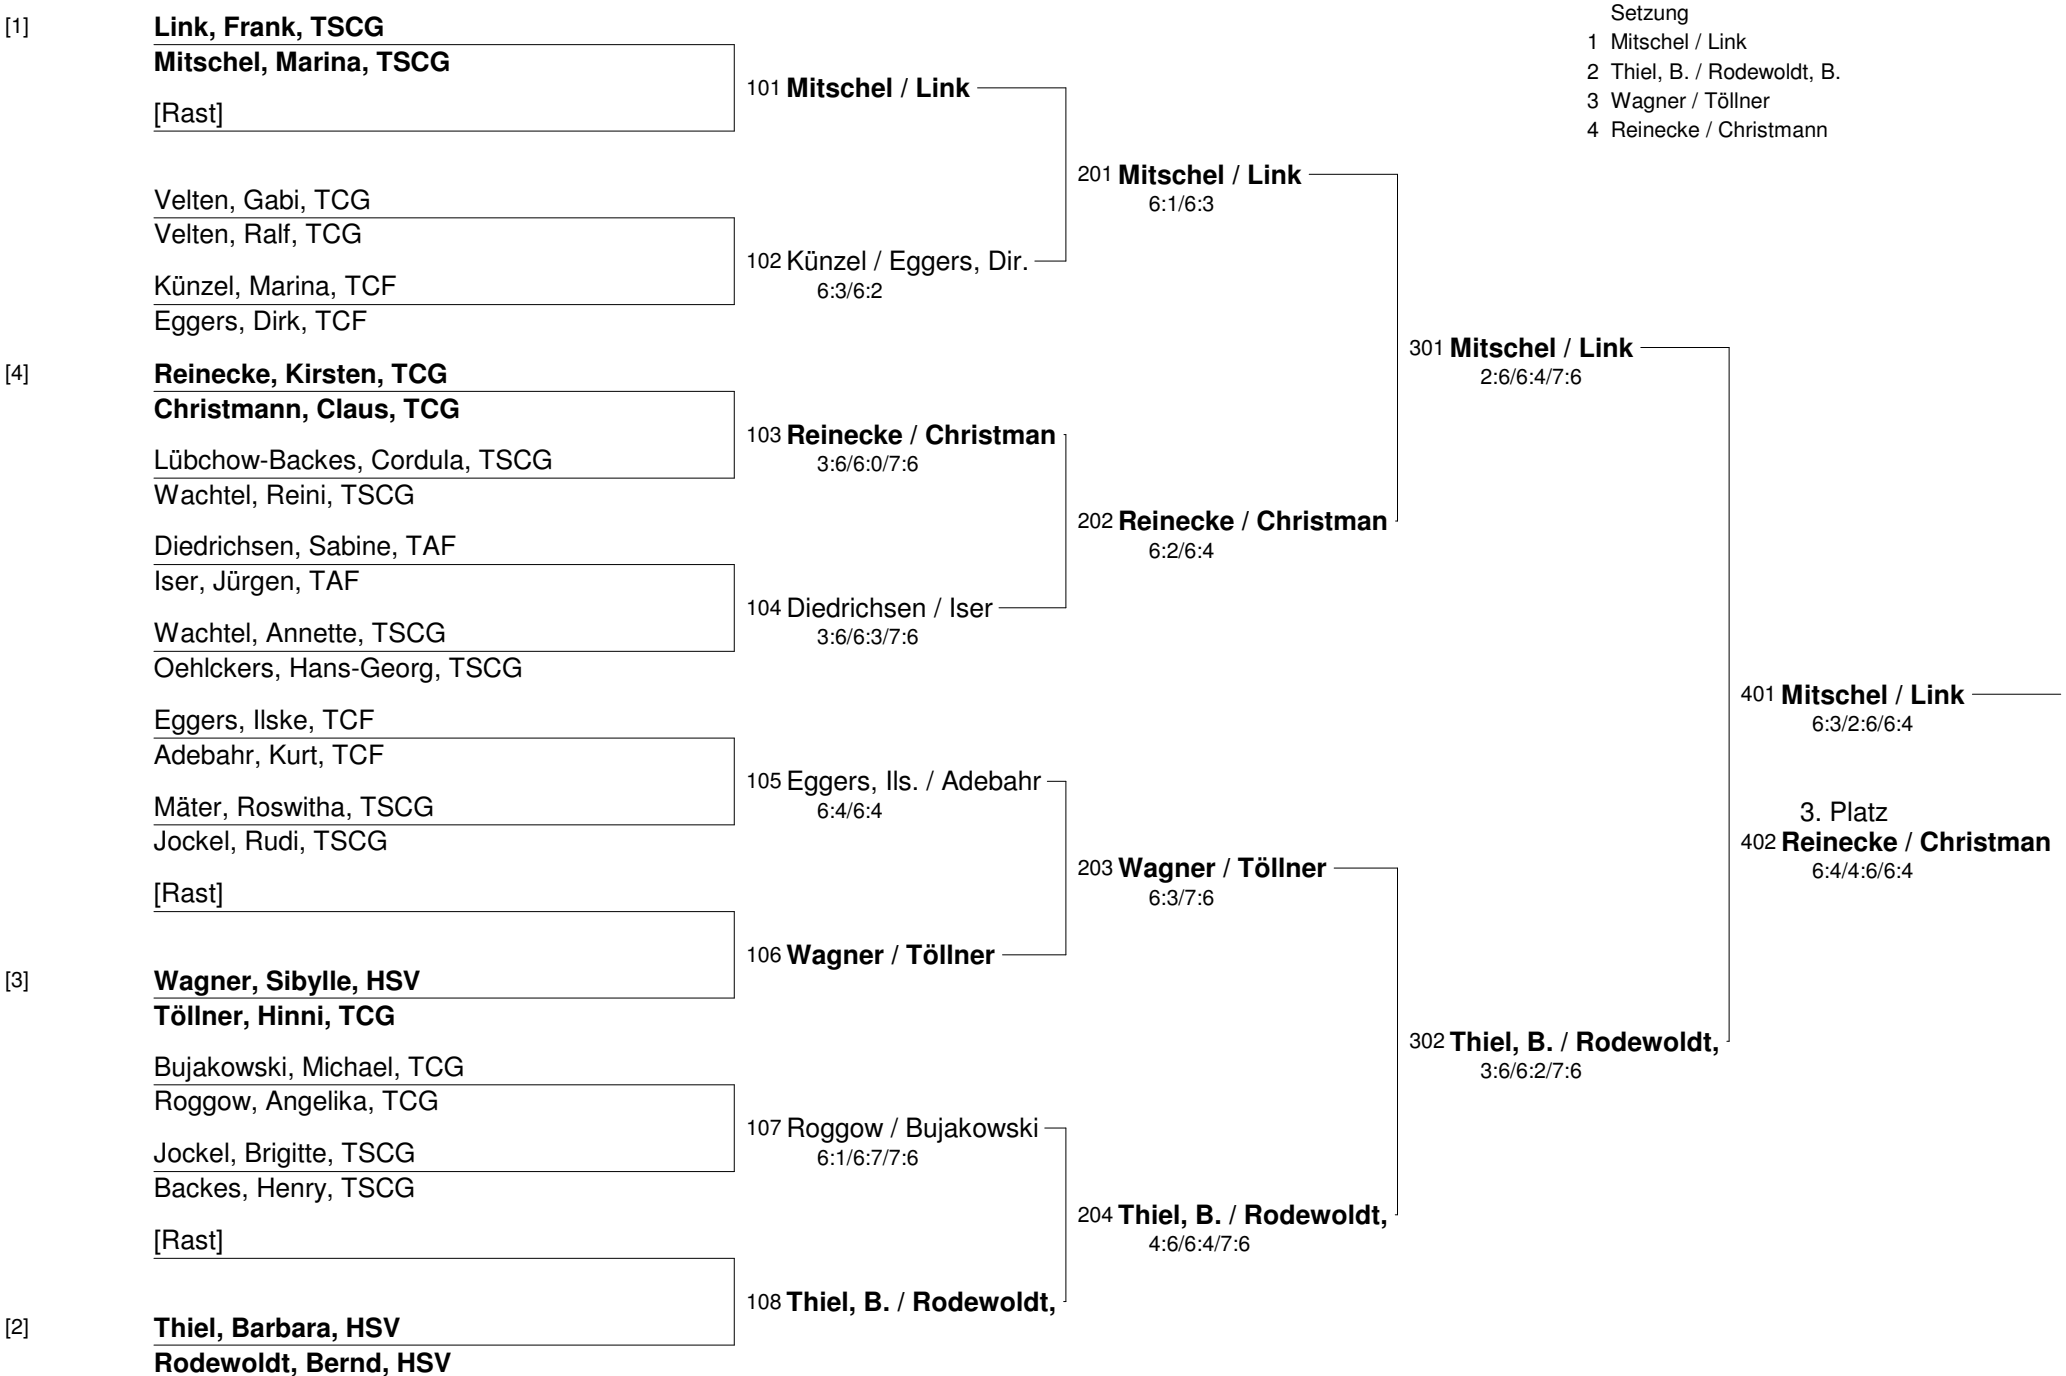 Setzung
1 Mitschel / Link
2 Thiel, B. / Rodewoldt, B.
3 Wagner / Töllner
4 Reinecke / Christmann
[1] Link, Frank, TSCG
Mitschel, Marina, TSCG
[Rast]
Velten, Gabi, TCG
Velten, Ralf, TCG
Künzel, Marina, TCF
Eggers, Dirk, TCF
[4] Reinecke, Kirsten, TCG
Christmann, Claus, TCG
Lübchow-Backes, Cordula, TSCG
Wachtel, Reini, TSCG
Diedrichsen, Sabine, TAF
Iser, Jürgen, TAF
Wachtel, Annette, TSCG
Oehlckers, Hans-Georg, TSCG
Eggers, Ilske, TCF
Adebahr, Kurt, TCF
Mäter, Roswitha, TSCG
Jockel, Rudi, TSCG
[Rast]
[3] Wagner, Sibylle, HSV
Töllner, Hinni, TCG
Bujakowski, Michael, TCG
Roggow, Angelika, TCG
Jockel, Brigitte, TSCG
Backes, Henry, TSCG
[Rast]
[2] Thiel, Barbara, HSV
Rodewoldt, Bernd, HSV
101 Mitschel / Link
102 Künzel / Eggers, Dir.
6:3/6:2
103 Reinecke / Christman
3:6/6:0/7:6
104 Diedrichsen / Iser
3:6/6:3/7:6
105 Eggers, Ils. / Adebahr
6:4/6:4
106 Wagner / Töllner
107 Roggow / Bujakowski
6:1/6:7/7:6
108 Thiel, B. / Rodewoldt,
201 Mitschel / Link
6:1/6:3
202 Reinecke / Christman
6:2/6:4
203 Wagner / Töllner
6:3/7:6
204 Thiel, B. / Rodewoldt,
4:6/6:4/7:6
301 Mitschel / Link
2:6/6:4/7:6
302 Thiel, B. / Rodewoldt,
3:6/6:2/7:6
401 Mitschel / Link
6:3/2:6/6:4
3. Platz
402 Reinecke / Christman
6:4/4:6/6:4